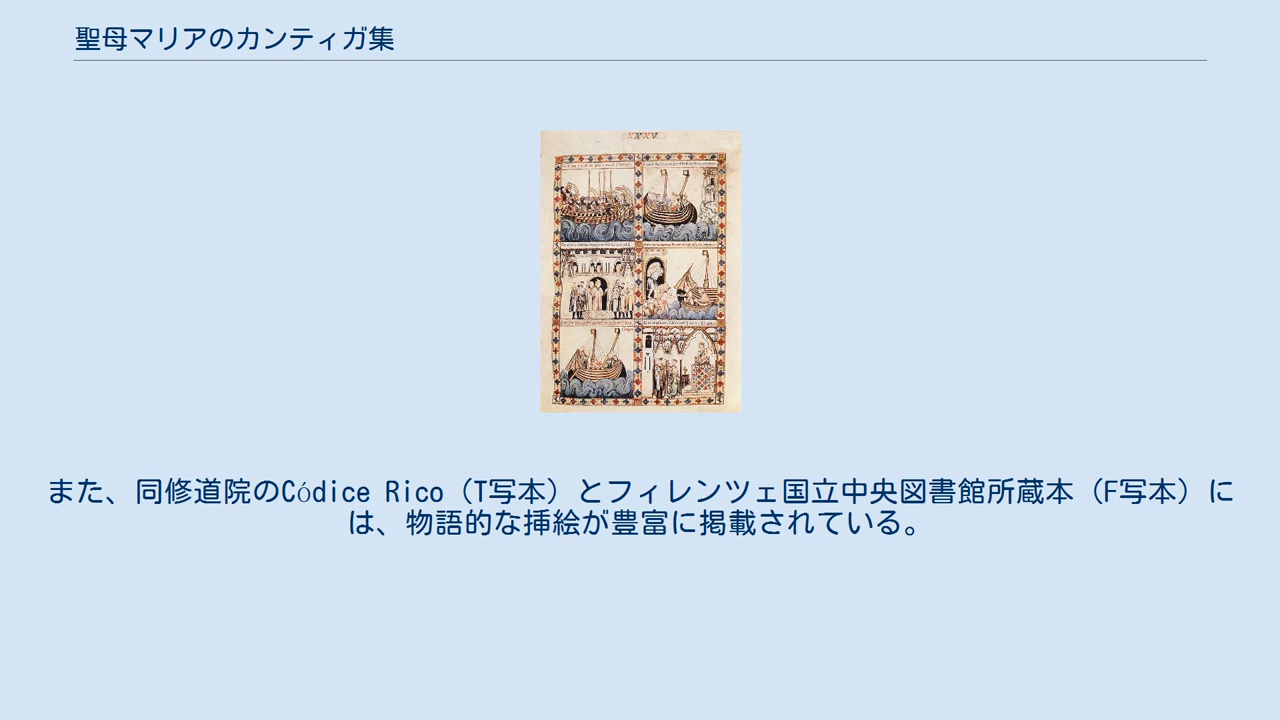 聖母マリアのカンティガ集
また、同修道院のCódice Rico（T写本）とフィレンツェ国立中央図書館所蔵本（F写本）に
は、物語的な挿絵が豊富に掲載されている。